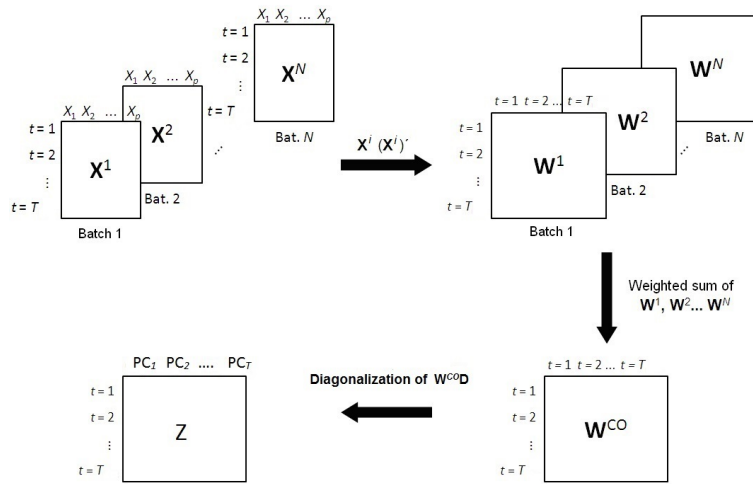 X₁ X₂ ... Xₚ
t = 1
t = 2
⋮
t = T
X¹
Batch 1
X₁ X₂ ... Xₚ
X²
Bat. 2
X₁ X₂ ... Xₚ
t = 1
t = 2
⋮
t = T
Xᴺ
Bat. N
⋰
Xⁱ (Xⁱ)´
t = 1 t = 2 ... t = T
t = 1
t = 2
⋮
t = T
W¹
Batch 1
W²
Bat. 2
Wᴺ
Bat. N
⋰
Weighted sum of
W¹, W²... Wᴺ
t = 1 t = 2 ... t = T
t = 1
t = 2
⋮
t = T
Wᶜᴼ
Diagonalization of WᶜᵒD
PC₁ PC₂ .... PC_T
t = 1
t = 2
⋮
t = T
Z